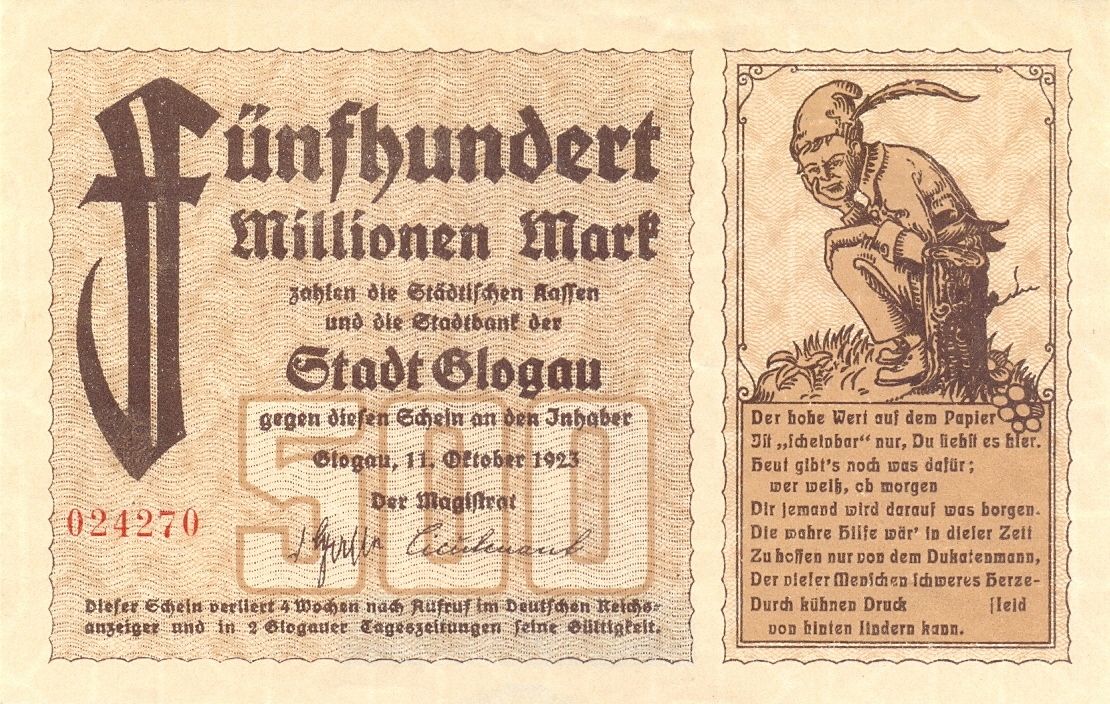 Fünfhundert
Millionen Mark
zahlen die Städtischen Kassen
und die Stadtbank der
Stadt Glogau
gegen diesen Schein an den Inhaber
500
Glogau, 11. Oktober 1923
Der Magistrat
024270
Dieser Schein verliert 4 Wochen nach Aufruf im Deutschen Reichs-
anzeiger und in 2 Glogauer Tageszeitungen seine Gültigkeit.
Der hohe Wert auf dem Papier
Ist „scheinbar“ nur, Du siehst es hier.
Heut gibt's noch was dafür;
wer weiß, ob morgen
Dir jemand wird darauf was borgen.
Die wahre Hilfe wär' in dieser Zeit
Zu hoffen nur von dem Dukatenmann,
Der dieser Menschen schweres Herze-
Durch kühnen Druck [leid
von hinten lindern kann.